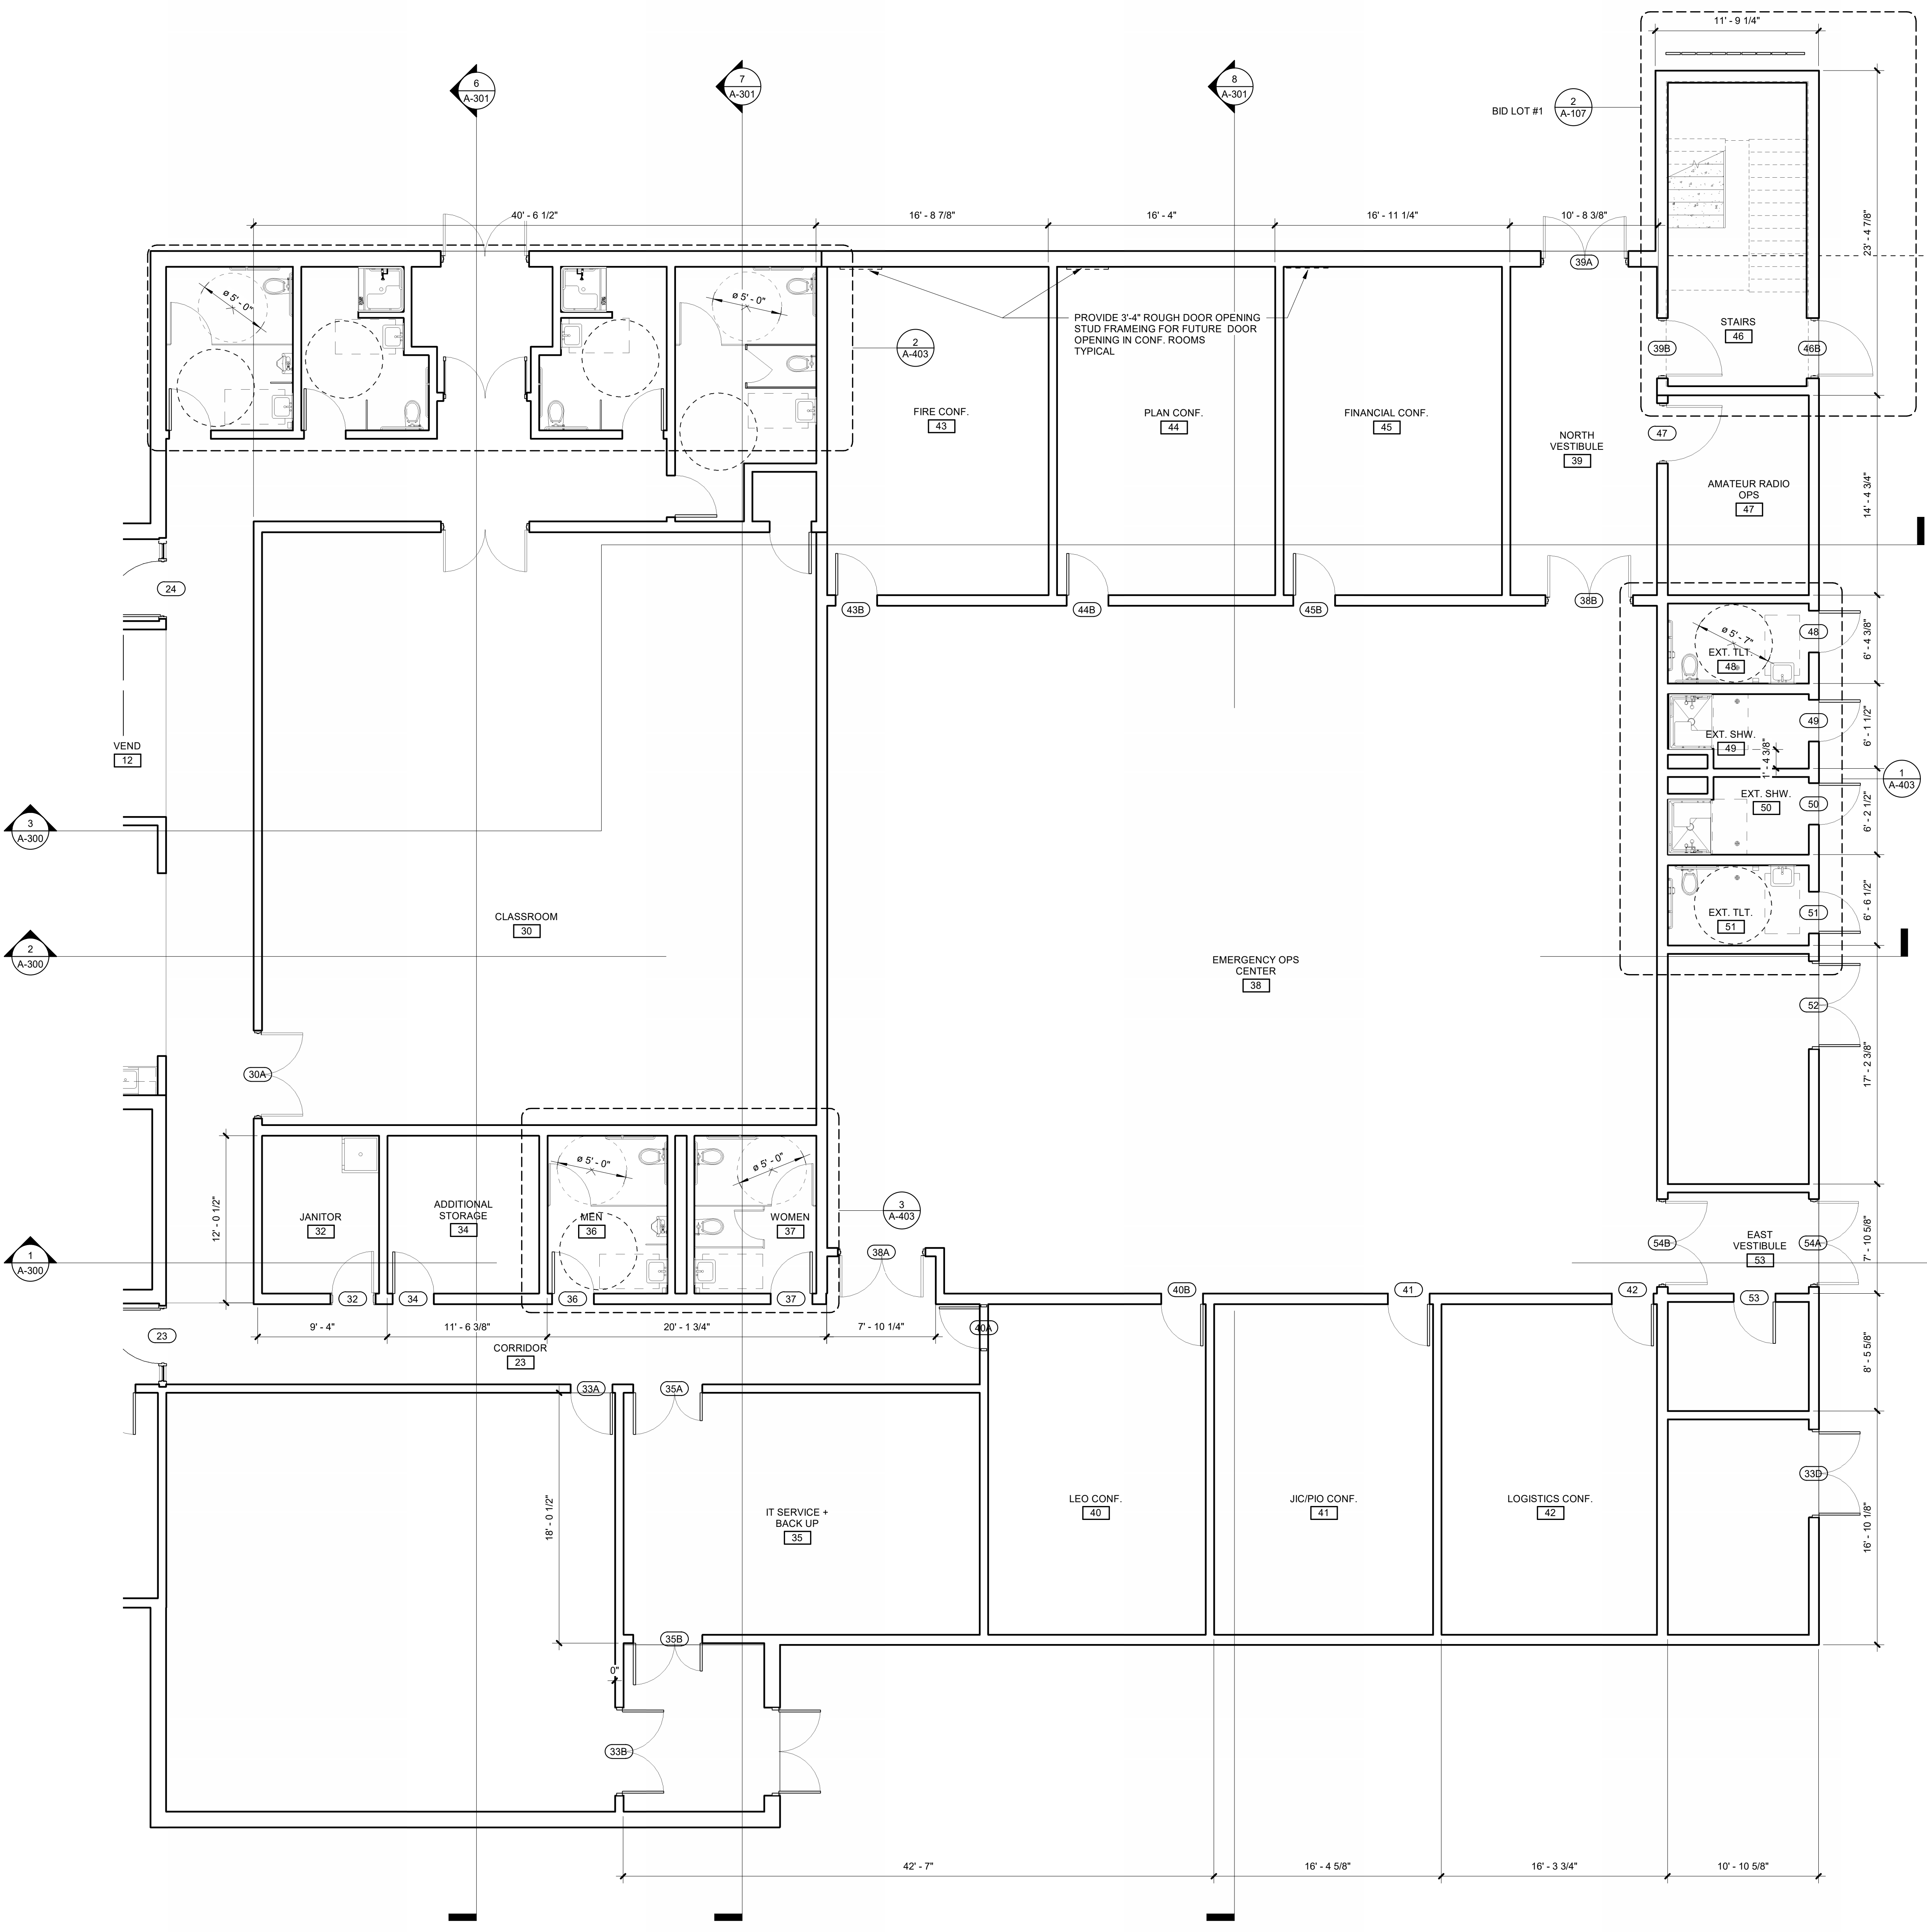 11' - 9 1/4"
6
A-301
7
A-301
8
A-301
BID LOT #1
2
A-107
40' - 6 1/2"
16' - 8 7/8"
16' - 4"
16' - 11 1/4"
10' - 8 3/8"
23' - 4 7/8"
39A
ø 5' - 0"
ø 5' - 0"
PROVIDE 3'-4" ROUGH DOOR OPENING
STUD FRAMEING FOR FUTURE DOOR
OPENING IN CONF. ROOMS
TYPICAL
2
A-403
STAIRS
46
39B
46B
FIRE CONF.
43
PLAN CONF.
44
FINANCIAL CONF.
45
NORTH
VESTIBULE
39
47
AMATEUR RADIO
OPS
47
14' - 4 3/4"
24
43B
44B
45B
38B
48
ø 5' - 7"
EXT. TLT.
48
6' - 4 3/8"
49
EXT. SHW.
49
6' - 1 1/2"
1' - 4 3/8"
VEND
12
1
A-403
EXT. SHW.
50
50
6' - 2 1/2"
3
A-300
CLASSROOM
30
EXT. TLT.
51
51
6' - 6 1/2"
2
A-300
EMERGENCY OPS
CENTER
38
52
17' - 2 3/8"
30A
ø 5' - 0"
ø 5' - 0"
12' - 0 1/2"
JANITOR
32
ADDITIONAL
STORAGE
34
MEN
36
WOMEN
37
3
A-403
38A
54B
EAST
VESTIBULE
53
54A
7' - 10 5/8"
1
A-300
32
34
36
37
40B
41
42
53
23
9' - 4"
11' - 6 3/8"
20' - 1 3/4"
7' - 10 1/4"
40A
CORRIDOR
23
8' - 5 5/8"
33A
35A
33D
18' - 0 1/2"
IT SERVICE +
BACK UP
35
LEO CONF.
40
JIC/PIO CONF.
41
LOGISTICS CONF.
42
16' - 10 1/8"
35B
0"
33B
42' - 7"
16' - 4 5/8"
16' - 3 3/4"
10' - 10 5/8"